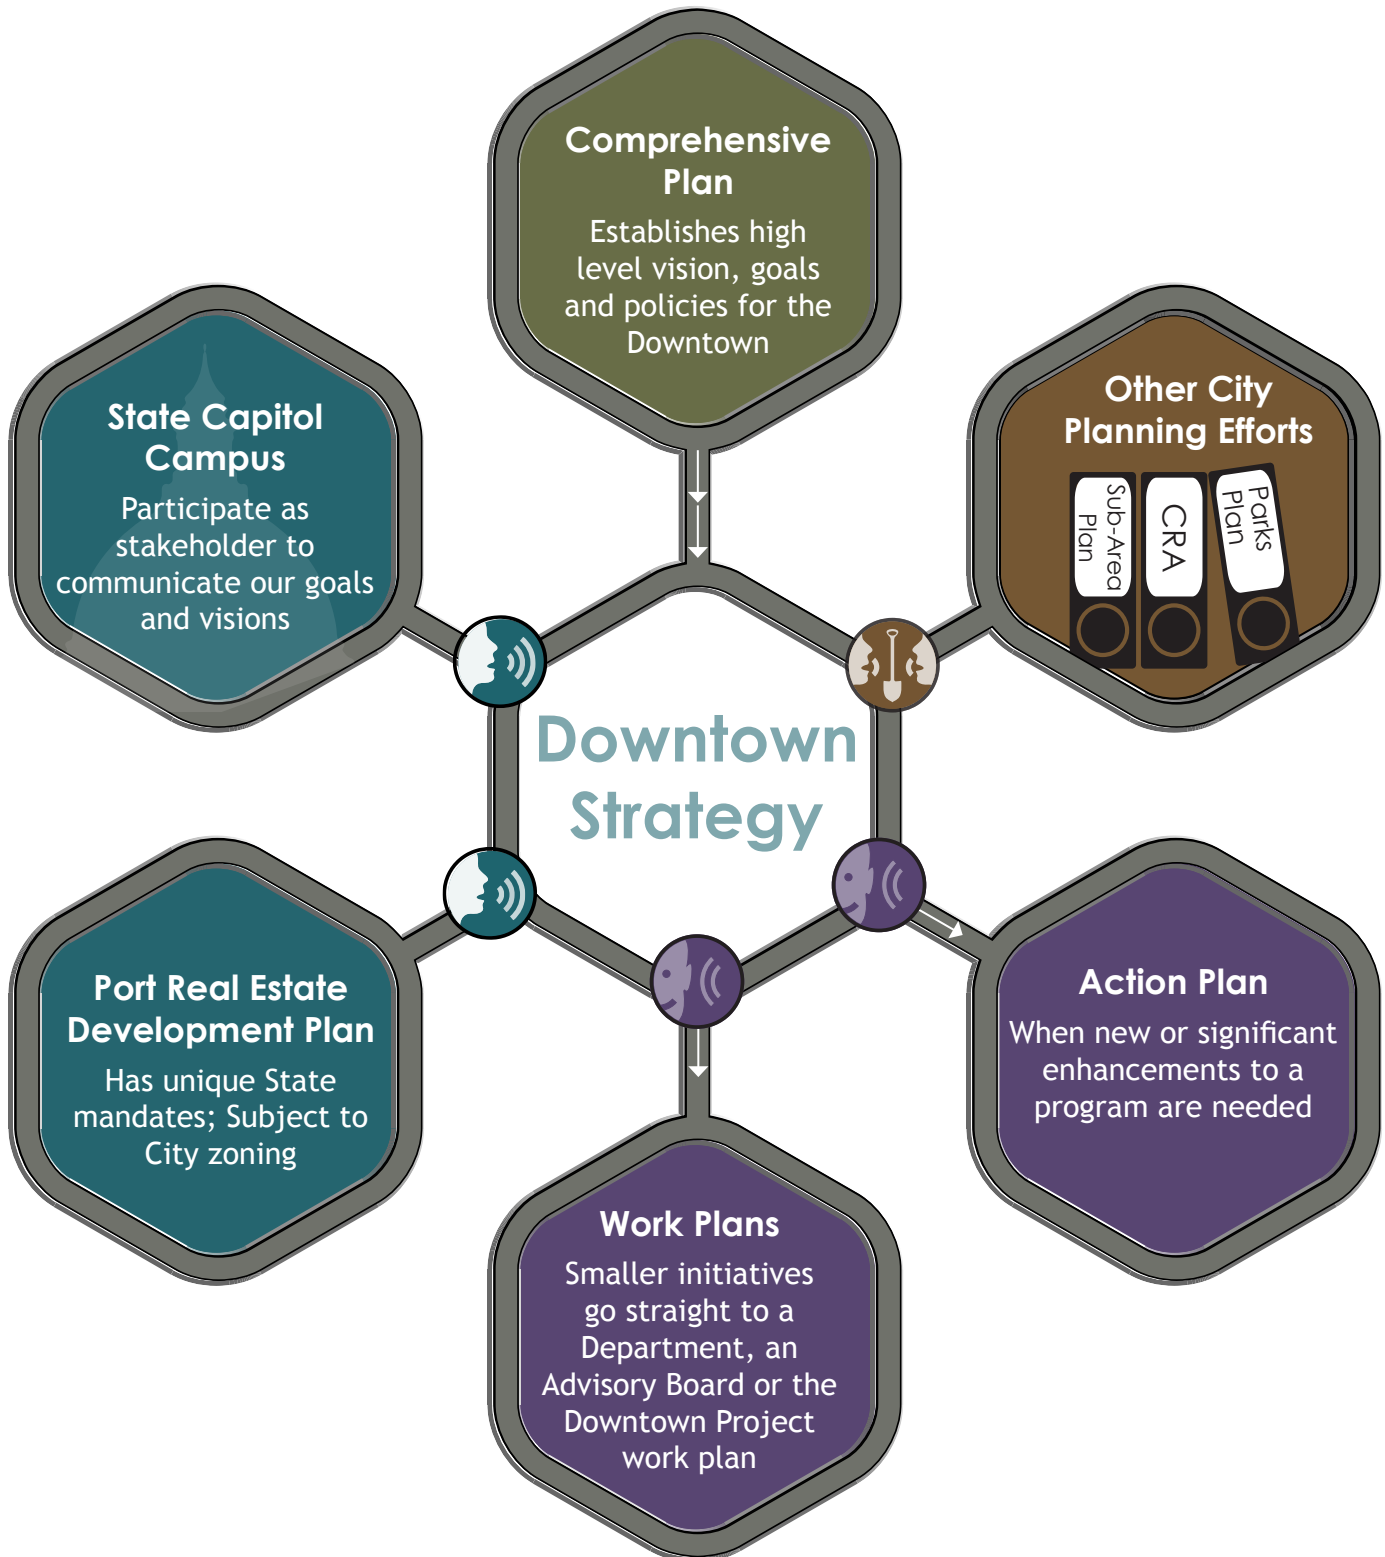 Comprehensive
Plan
Establishes high
level vision, goals
and policies for the
Downtown
State Capitol
Campus
Participate as
stakeholder to
communicate our goals
and visions
Other City
Planning Efforts
Sub-Area
Plan
CRA
Parks
Plan
Downtown
Strategy
Port Real Estate
Development Plan
Has unique State
mandates; Subject to
City zoning
Action Plan
When new or significant
enhancements to a
program are needed
Work Plans
Smaller initiatives
go straight to a
Department, an
Advisory Board or the
Downtown Project
work plan